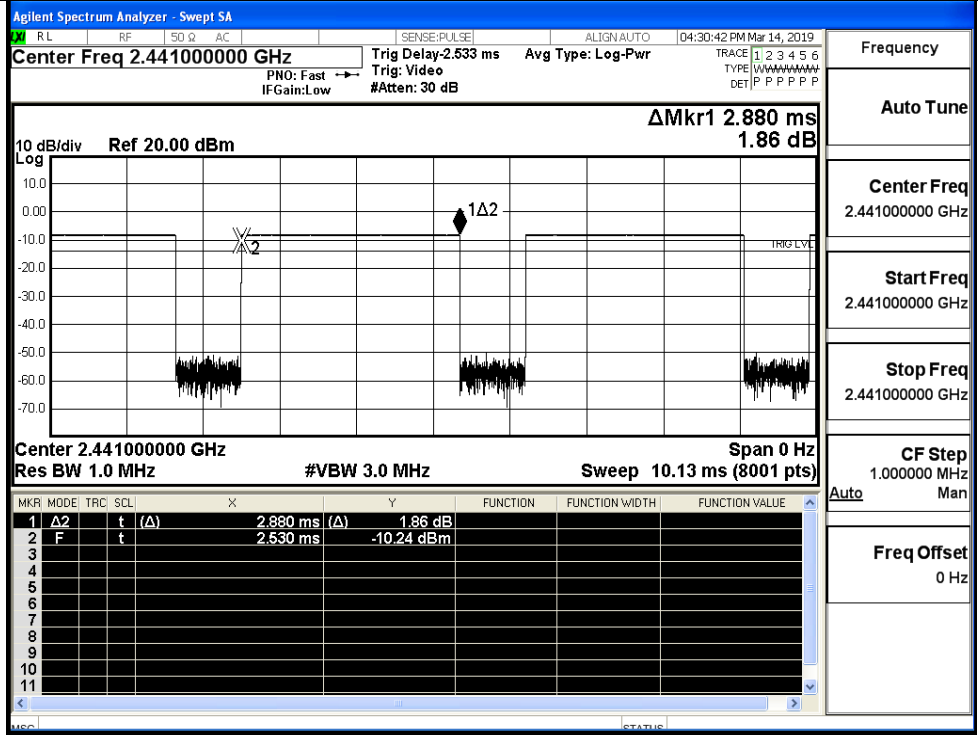 Agilent Spectrum Analyzer - Swept SA
RL RF 50 Ω AC SENSE:PULSE ALIGN AUTO 04:30:42 PM Mar 14, 2019
Center Freq 2.441000000 GHz Trig Delay-2.533 ms Avg Type: Log-Pwr TRACE 1 2 3 4 5 6
PNO: Fast Trig: Video TYPE WWWWWW
IFGain:Low #Atten: 30 dB DET P P P P P P
ΔMkr1 2.880 ms
1.86 dB
10 dB/div Ref 20.00 dBm
Log
10.0
0.00
-10.0
-20.0
-30.0
-40.0
-50.0
-60.0
-70.0
1Δ2
2
TRIG LVL
Center 2.441000000 GHz Span 0 Hz
Res BW 1.0 MHz #VBW 3.0 MHz Sweep 10.13 ms (8001 pts)
MKR MODE TRC SCL X Y FUNCTION FUNCTION WIDTH FUNCTION VALUE
1 Δ2 t (Δ) 2.880 ms (Δ) 1.86 dB
2 F t 2.530 ms -10.24 dBm
3
4
5
6
7
8
9
10
11
MSG STATUS
Frequency
Auto Tune
Center Freq
2.441000000 GHz
Start Freq
2.441000000 GHz
Stop Freq
2.441000000 GHz
CF Step
1.000000 MHz
Auto Man
Freq Offset
0 Hz